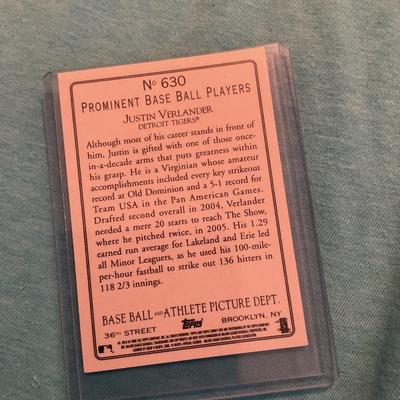 Nº 630
PROMINENT BASE BALL PLAYERS
JUSTIN VERLANDER
DETROIT TIGERS®
Although most of his career stands in front of
him, Justin is gifted with one of those once-
in-a-decade arms that puts greatness within
his grasp. He is a Virginian whose amateur
accomplishments included every key strikeout
record at Old Dominion and a 5-1 record for
Team USA in the Pan American Games.
Drafted second overall in 2004, Verlander
needed a mere 20 starts to reach The Show,
where he pitched twice, in 2005. His 1.29
earned run average for Lakeland and Erie led
all Minor Leaguers, as he used his 100-mile-
per-hour fastball to strike out 136 hitters in
118 2/3 innings.
BASE BALL AND ATHLETE PICTURE DEPT.
36TH STREET Topps BROOKLYN, NY